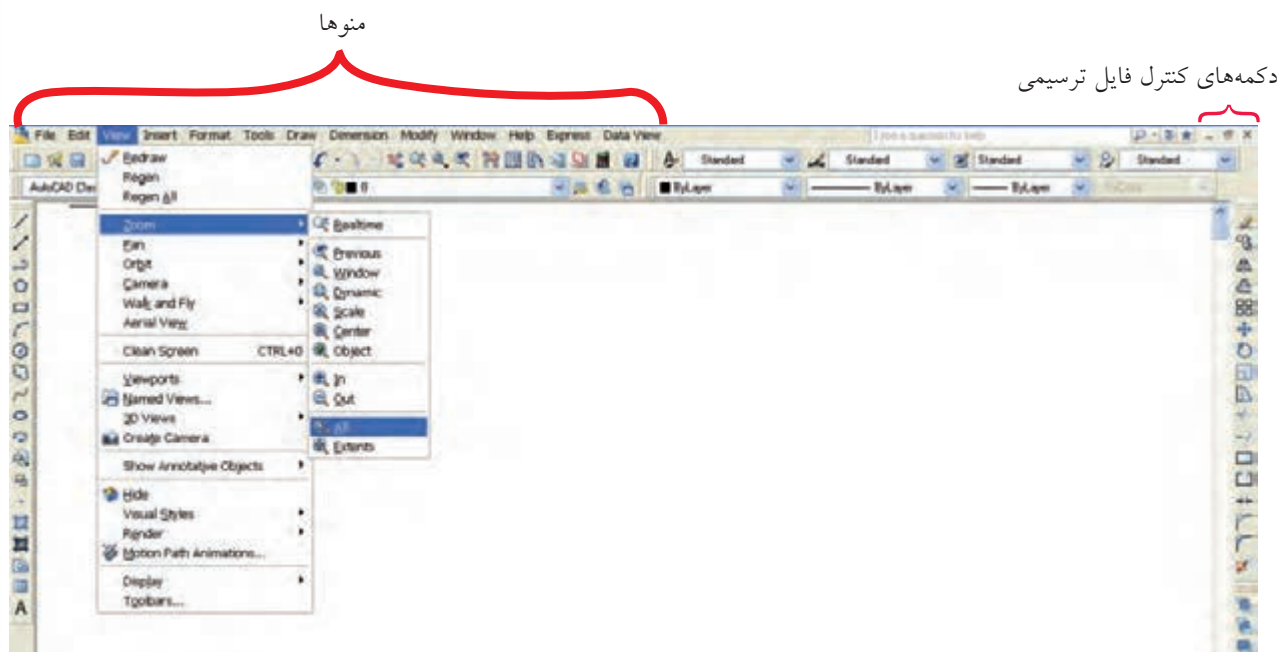 منوها
دکمه‌های کنترل فایل ترسیمی
File Edit View Insert Format Tools Draw Dimension Modify Window Help Express Data View
Standard Standard Standard Standard
ByLayer ByLayer ByLayer
Redraw
Regen
Regen All
Zoom
Pan
Orbit
Camera
Walk and Fly
Aerial View
Clean Screen CTRL+0
Viewports
Named Views...
3D Views
Create Camera
Show Annotative Objects
Hide
Visual Styles
Render
Motion Path Animations...
Display
Toolbars...
Realtime
Previous
Window
Dynamic
Scale
Center
Object
In
Out
All
Extents
A